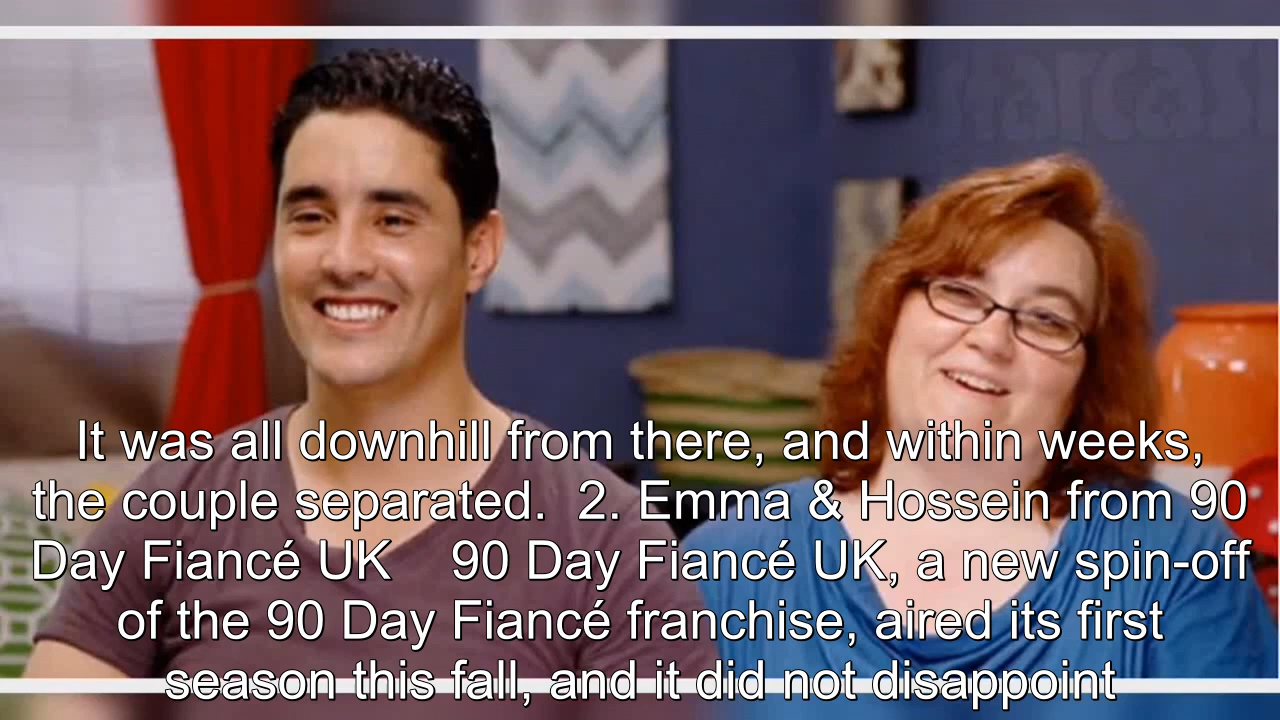 starcas
It was all downhill from there, and within weeks,
the couple separated.  2. Emma & Hossein from 90
Day Fiancé UK    90 Day Fiancé UK, a new spin-off
of the 90 Day Fiancé franchise, aired its first
season this fall, and it did not disappoint